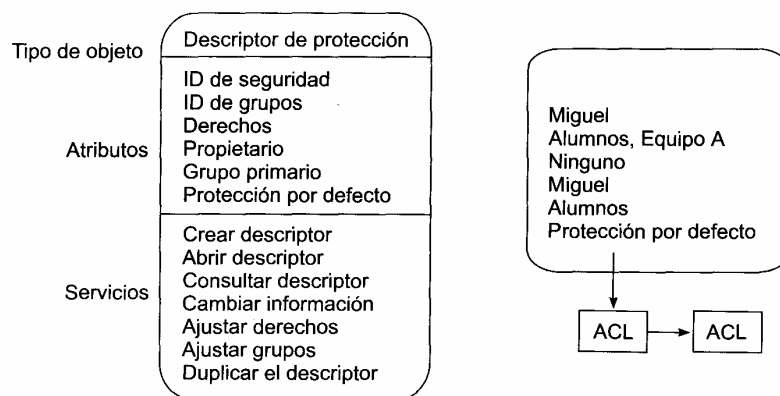 Tipo de objeto
Descriptor de protección
Atributos
ID de seguridad
ID de grupos
Derechos
Propietario
Grupo primario
Protección por defecto
Servicios
Crear descriptor
Abrir descriptor
Consultar descriptor
Cambiar información
Ajustar derechos
Ajustar grupos
Duplicar el descriptor
Miguel
Alumnos, Equipo A
Ninguno
Miguel
Alumnos
Protección por defecto
ACL
ACL